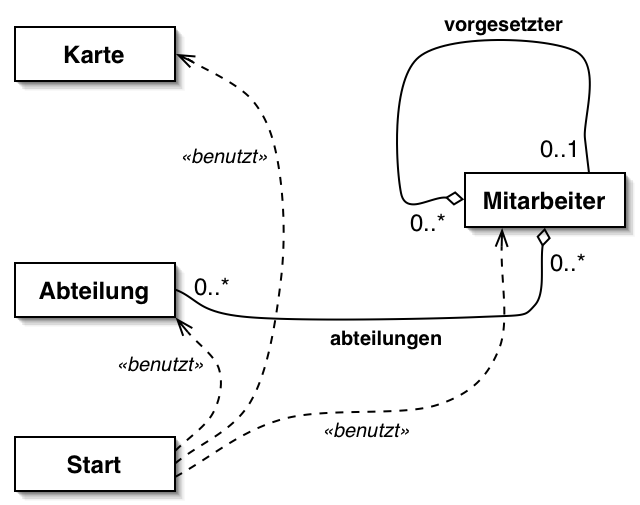 vorgesetzter
Karte
0..1
«benutzt»
Mitarbeiter
0..*
0..*
Abteilung
0..*
abteilungen
«benutzt»
«benutzt»
Start